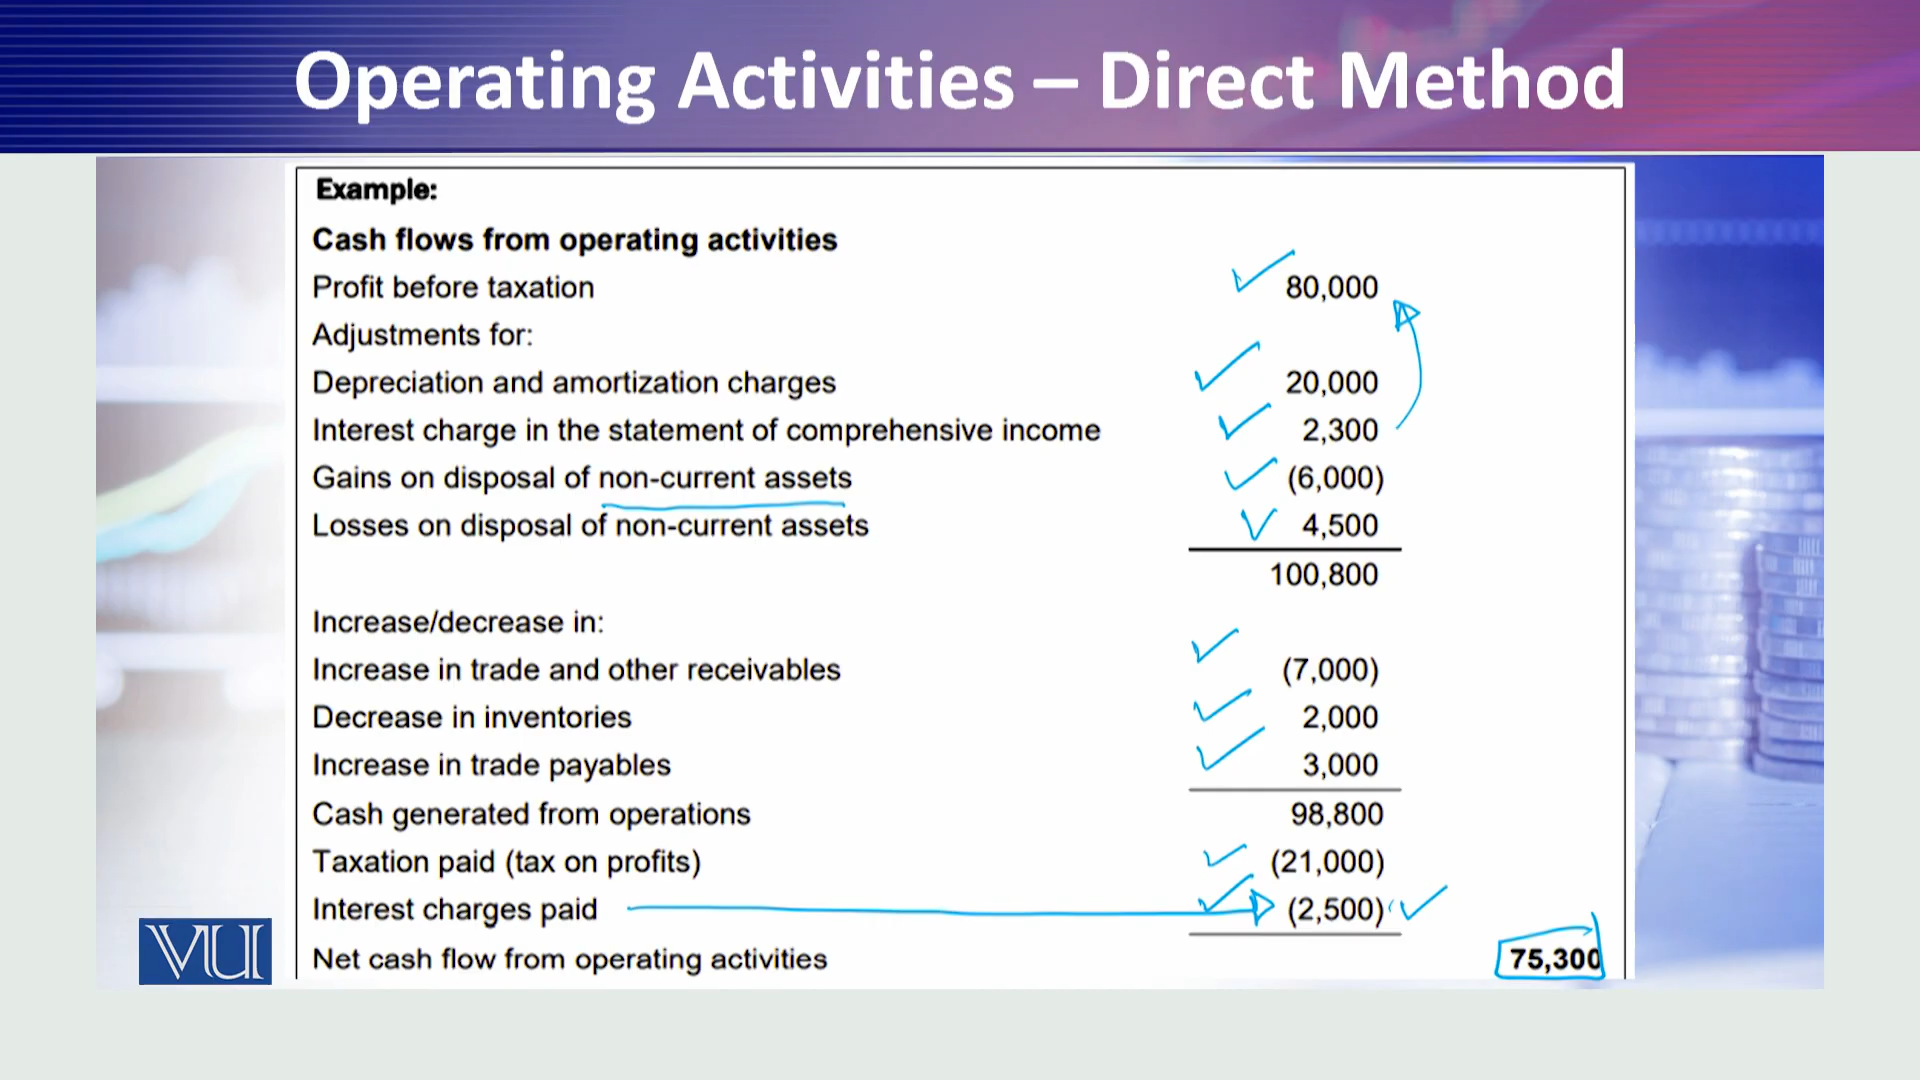 Operating Activities – Direct Method
Example:
Cash flows from operating activities
Profit before taxation 80,000
Adjustments for:
Depreciation and amortization charges 20,000
Interest charge in the statement of comprehensive income 2,300
Gains on disposal of non-current assets (6,000)
Losses on disposal of non-current assets 4,500
100,800
Increase/decrease in:
Increase in trade and other receivables (7,000)
Decrease in inventories 2,000
Increase in trade payables 3,000
Cash generated from operations 98,800
Taxation paid (tax on profits) (21,000)
Interest charges paid (2,500)
Net cash flow from operating activities 75,300
VU